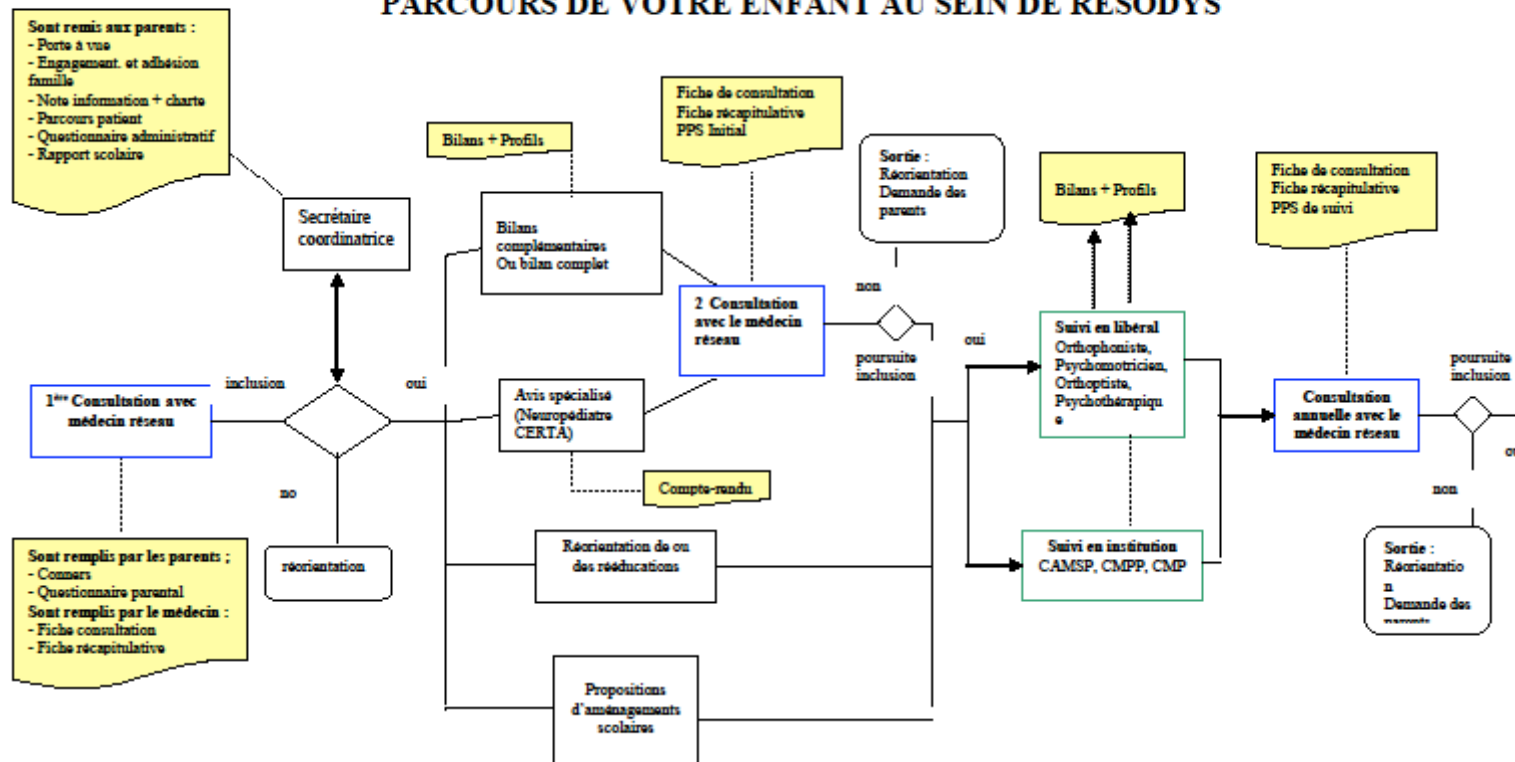 PARCOURS DE VOTRE ENFANT AU SEIN DE RESODYS
Sont remis aux parents :
- Porte à vue
- Engagement. et adhésion
famille
- Note information + charte
- Parcours patient
- Questionnaire administratif
- Rapport scolaire
Secrétaire
coordinatrice
1ère Consultation avec
médecin réseau
inclusion
oui
no
réorientation
Sont remplis par les parents ;
- Conners
- Questionnaire parental
Sont remplis par le médecin :
- Fiche consultation
- Fiche récapitulative
Bilans + Profils
Bilans
complémentaires
Ou bilan complet
Avis spécialisé
(Neuropédiatre
CERTA)
Compte-rendu
Réorientation de ou
des rééducations
Propositions
d'aménagements
scolaires
Fiche de consultation
Fiche récapitulative
PPS Initial
2 Consultation
avec le médecin
réseau
Sortie :
Réorientation
Demande des
parents
non
poursuite
inclusion
oui
Bilans + Profils
Suivi en libéral
Orthophoniste,
Psychomotricien,
Orthoptiste,
Psychothérapiqu
e
Suivi en institution
CAMSP, CMPP, CMP
Fiche de consultation
Fiche récapitulative
PPS de suivi
Consultation
annuelle avec le
médecin réseau
poursuite
inclusion
ou
non
Sortie :
Réorientatio
n
Demande des
parents